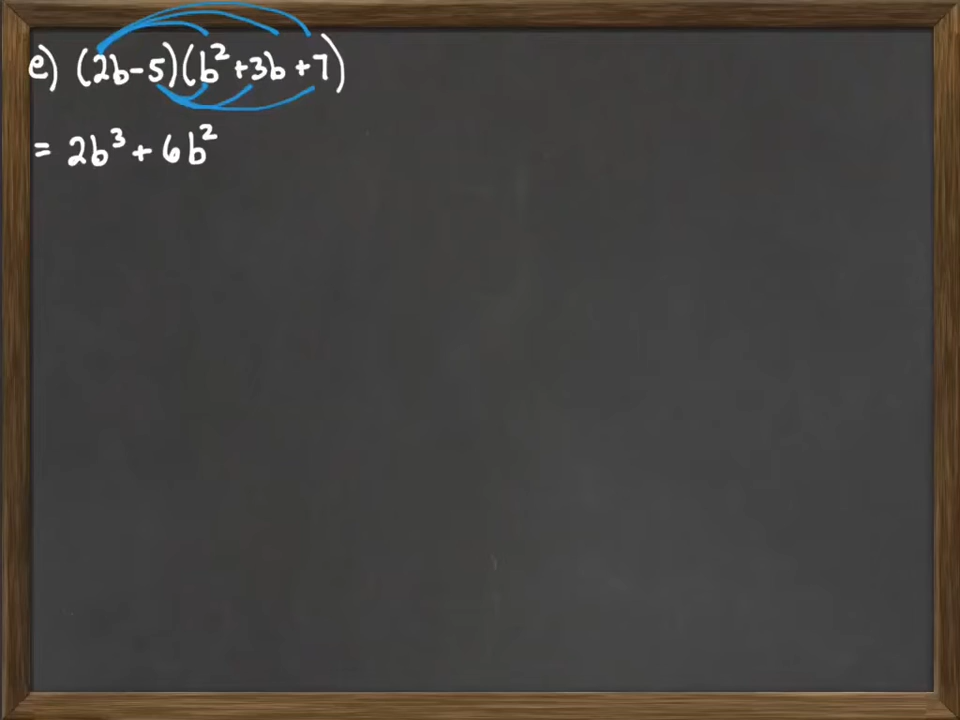 e) (2b-5)(b²+3b+7)
= 2b³ + 6b²